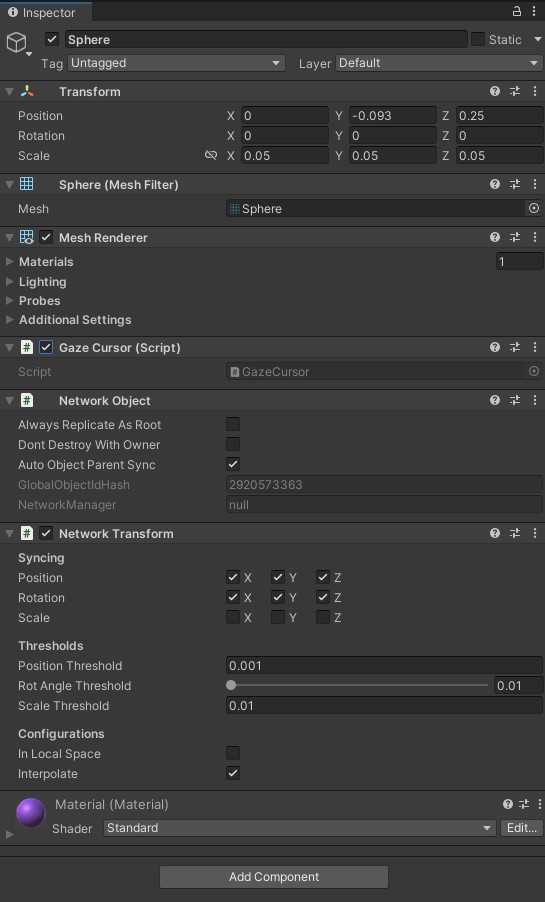 Inspector
Sphere Static
Tag Untagged Layer Default
Transform
Position X 0 Y -0.093 Z 0.25
Rotation X 0 Y 0 Z 0
Scale X 0.05 Y 0.05 Z 0.05
Sphere (Mesh Filter)
Mesh Sphere
Mesh Renderer
Materials 1
Lighting
Probes
Additional Settings
# Gaze Cursor (Script)
Script # GazeCursor
# Network Object
Always Replicate As Root
Dont Destroy With Owner
Auto Object Parent Sync
GlobalObjectIdHash 2920573363
NetworkManager null
# Network Transform
Syncing
Position X Y Z
Rotation X Y Z
Scale X Y Z
Thresholds
Position Threshold 0.001
Rot Angle Threshold 0.01
Scale Threshold 0.01
Configurations
In Local Space
Interpolate
Material (Material)
Shader Standard Edit...
Add Component